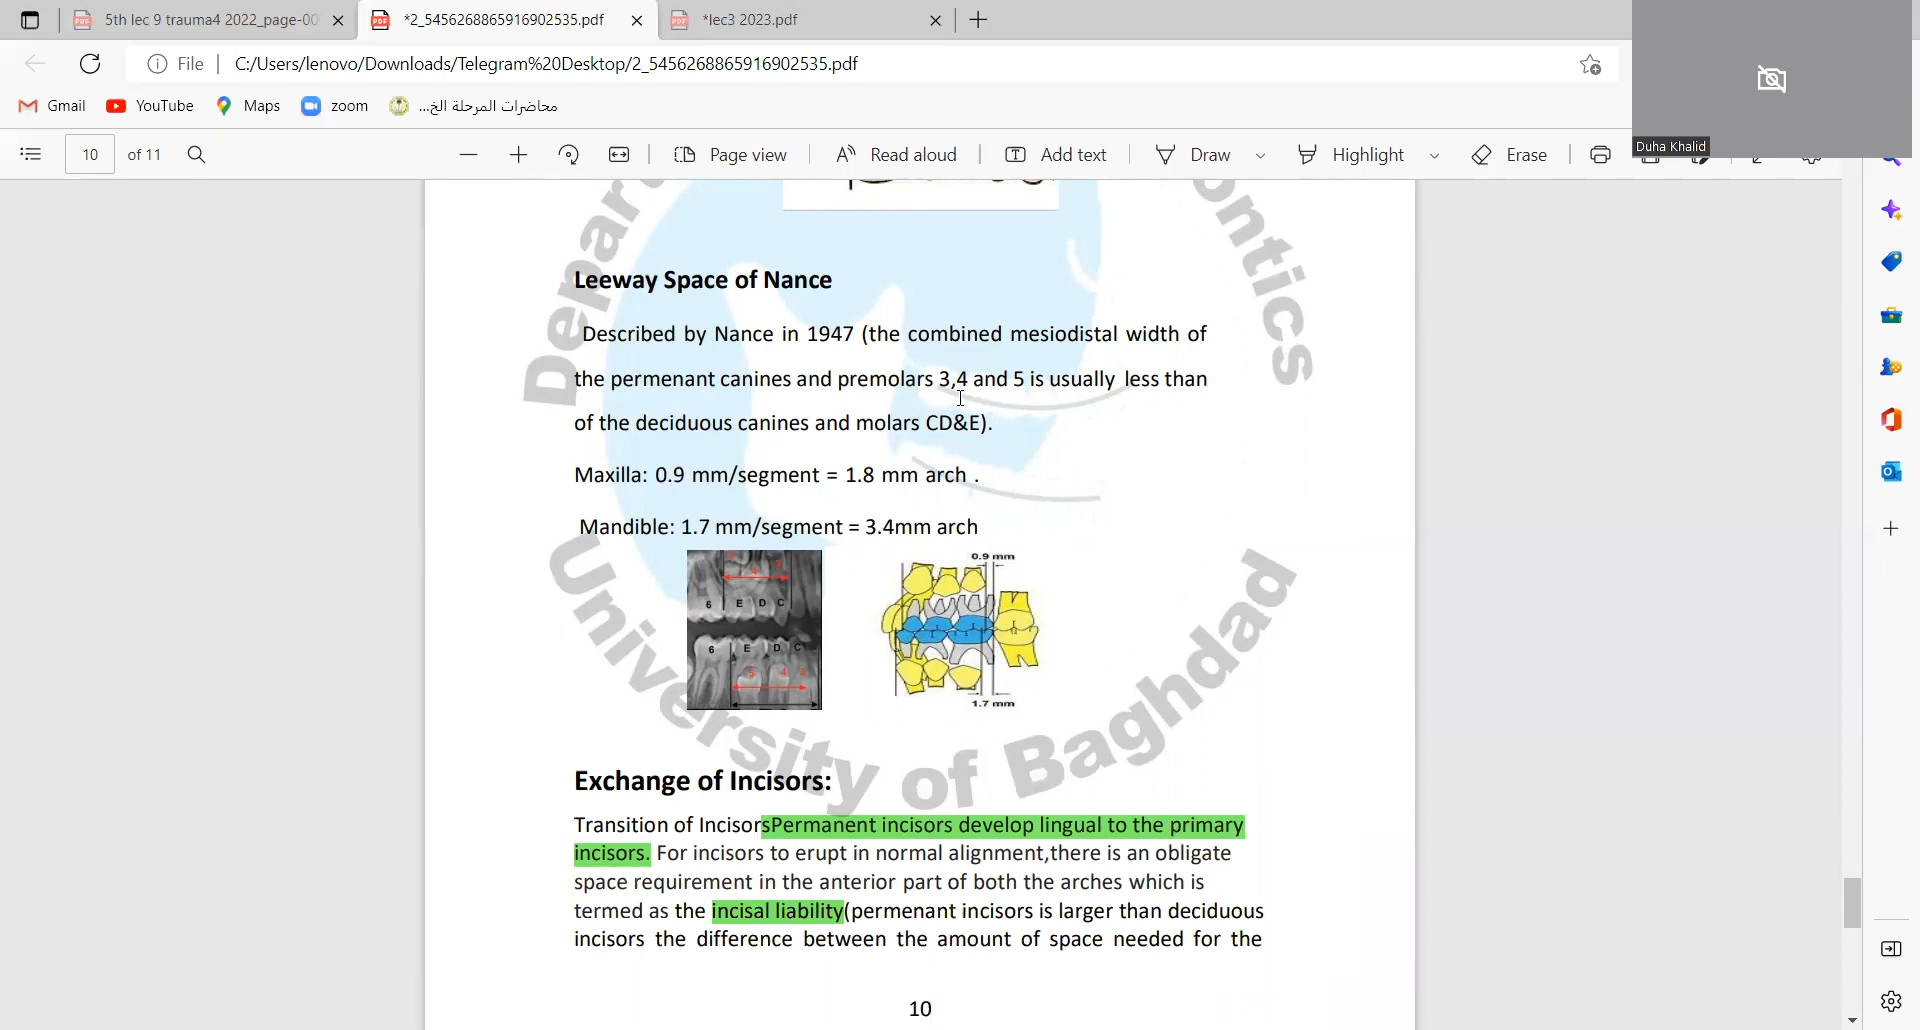 5th lec 9 trauma4 2022_page-00
*2_5456268865916902535.pdf
*lec3 2023.pdf
File
C:/Users/lenovo/Downloads/Telegram%20Desktop/2_5456268865916902535.pdf
Gmail
YouTube
Maps
zoom
محاضرات المرحلة الخ...
Duha Khalid
10 of 11
Page view
Read aloud
Add text
Draw
Highlight
Erase
Leeway Space of Nance
Described by Nance in 1947 (the combined mesiodistal width of
the permenant canines and premolars 3,4 and 5 is usually less than
of the deciduous canines and molars CD&E).
Maxilla: 0.9 mm/segment = 1.8 mm arch .
Mandible: 1.7 mm/segment = 3.4mm arch
6 E D C
6 E D C
5 4
0.9 mm
1.7 mm
Exchange of Incisors:
Transition of IncisorsPermanent incisors develop lingual to the primary
incisors. For incisors to erupt in normal alignment,there is an obligate
space requirement in the anterior part of both the arches which is
termed as the incisal liability(permenant incisors is larger than deciduous
incisors the difference between the amount of space needed for the
10
Depar
ontics
University of Baghdad